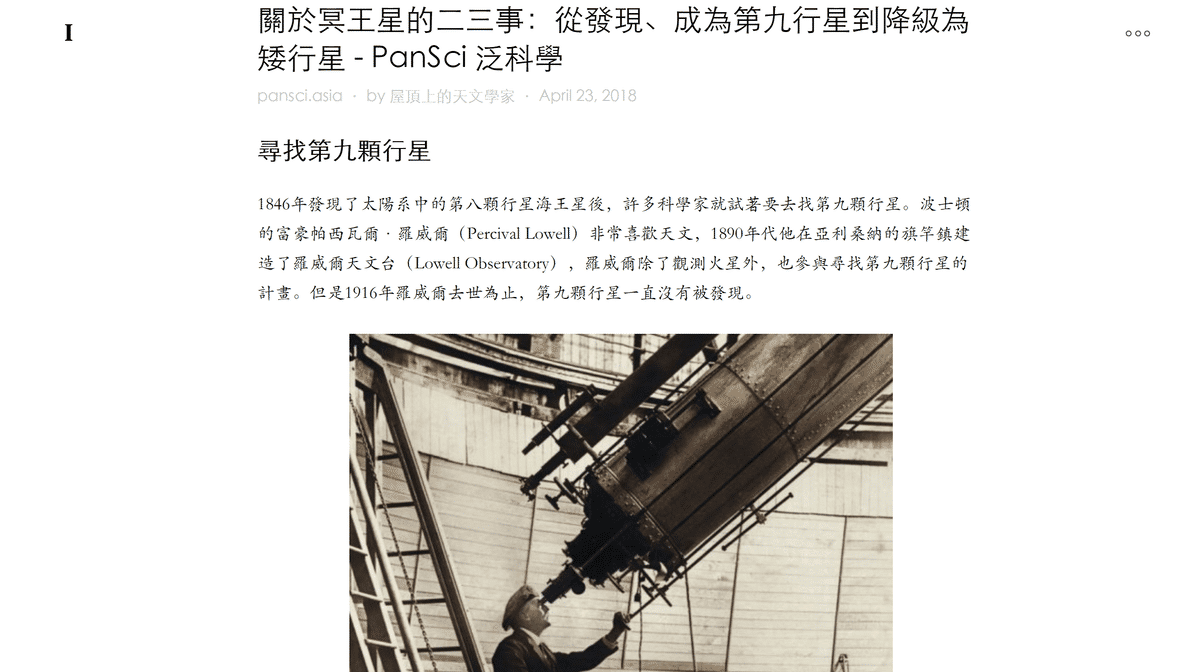 I
關於冥王星的二三事：從發現、成為第九行星到降級為
矮行星 - PanSci 泛科學
pansci.asia · by 屋頂上的天文學家 · April 23, 2018
尋找第九顆行星
1846年發現了太陽系中的第八顆行星海王星後，許多科學家就試著要去找第九顆行星。波士頓
的富豪帕西瓦爾．羅威爾（Percival Lowell）非常喜歡天文，1890年代他在亞利桑納的旗竿鎮建
造了羅威爾天文台（Lowell Observatory），羅威爾除了觀測火星外，也參與尋找第九顆行星的
計畫。但是1916年羅威爾去世為止，第九顆行星一直沒有被發現。